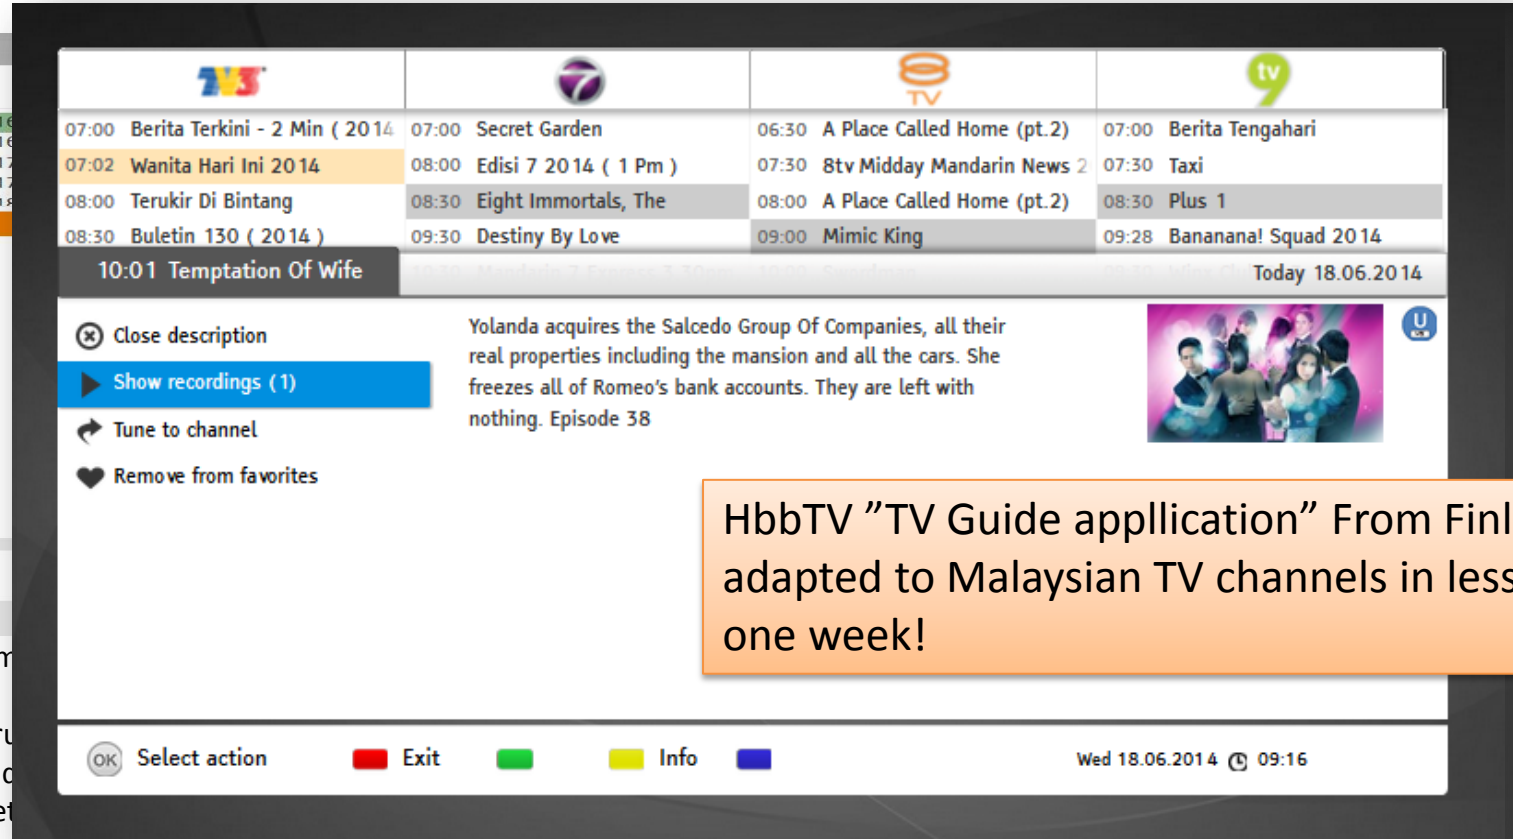 TV3
7
TV
tv
9
07:00 Berita Terkini - 2 Min ( 2014
07:00 Secret Garden
06:30 A Place Called Home (pt.2)
07:00 Berita Tengahari
07:02 Wanita Hari Ini 2014
08:00 Edisi 7 2014 ( 1 Pm )
07:30 8tv Midday Mandarin News 2
07:30 Taxi
08:00 Terukir Di Bintang
08:30 Eight Immortals, The
08:00 A Place Called Home (pt.2)
08:30 Plus 1
08:30 Buletin 130 ( 2014 )
09:30 Destiny By Love
09:00 Mimic King
09:28 Bananana! Squad 2014
10:01 Temptation Of Wife
Today 18.06.2014
Close description
Show recordings (1)
Tune to channel
Remove from favorites
Yolanda acquires the Salcedo Group Of Companies, all their
real properties including the mansion and all the cars. She
freezes all of Romeo's bank accounts. They are left with
nothing. Episode 38
U
HbbTV ”TV Guide appllication” From Finl
adapted to Malaysian TV channels in less
one week!
OK Select action
Exit
Info
Wed 18.06.2014 09:16